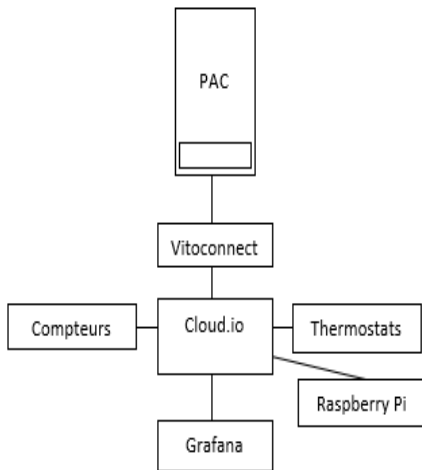 PAC
Vitoconnect
Compteurs
Cloud.io
Thermostats
Raspberry Pi
Grafana